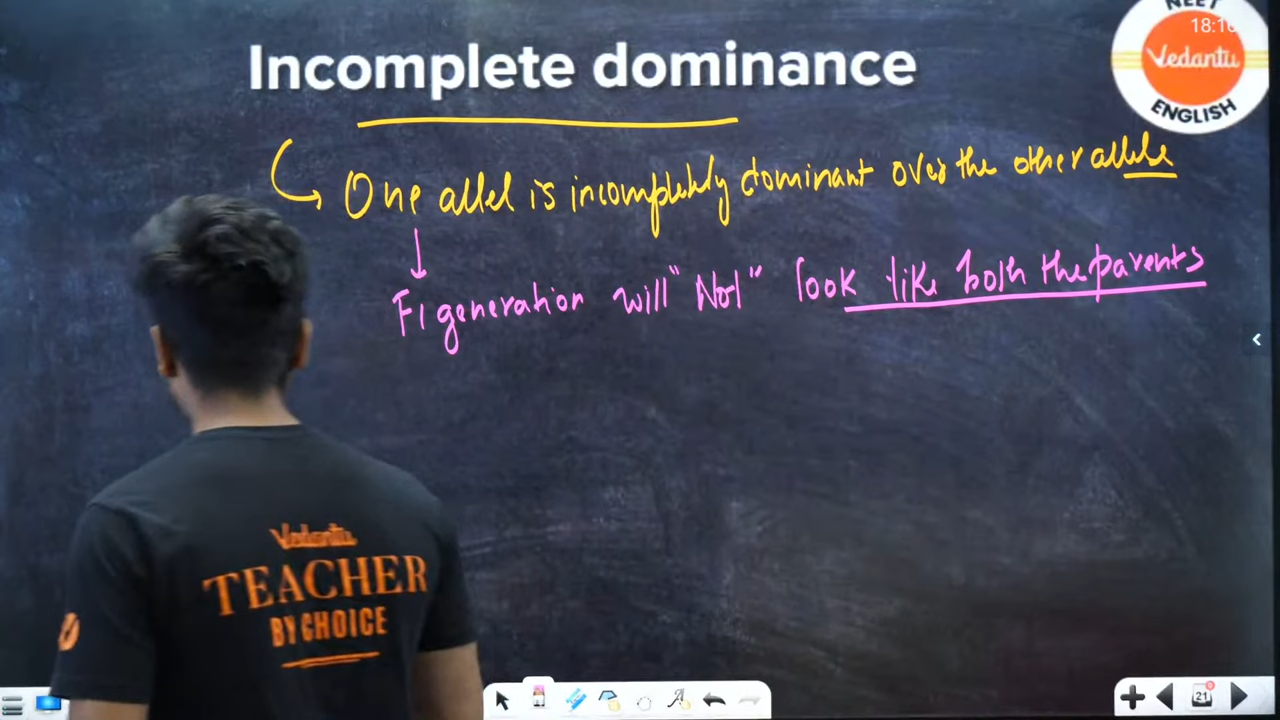 NEET
18:16
Vedantu
ENGLISH
Incomplete dominance
One allel is incompletely dominant over the other allele
F1 generation will "Not" look like both the parents
Vedantu
TEACHER
BY CHOICE
21